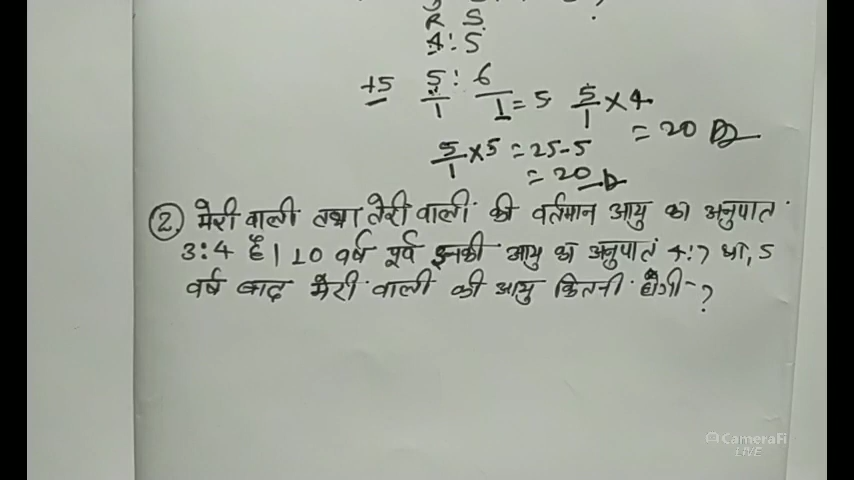 R S
4:5
+5 5 : 6
1 1 = 5 5/1 × 4
= 20
5/1 × 5 = 25 - 5
= 20
② मेरी वाली तथा तेरी वाली की वर्तमान आयु का अनुपात
3:4 है। 10 वर्ष पूर्व इनकी आयु का अनुपात 4:7 था, 5
वर्ष बाद मेरी वाली की आयु कितनी होगी-?
CameraFi
LIVE